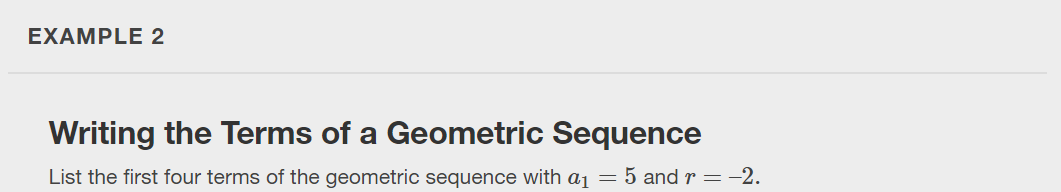 EXAMPLE 2
Writing the Terms of a Geometric Sequence
List the first four terms of the geometric sequence with a₁ = 5 and r = –2.